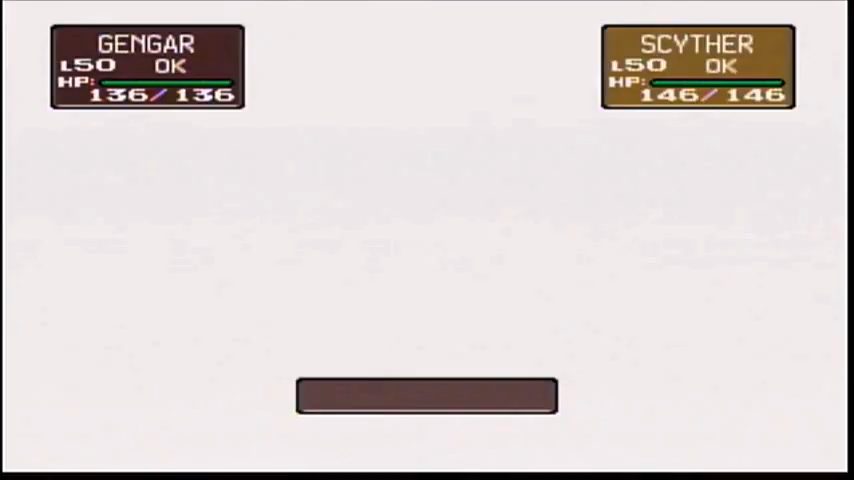 GENGAR
L50 OK
HP:
136/136
SCYTHER
L50 OK
HP:
146/146